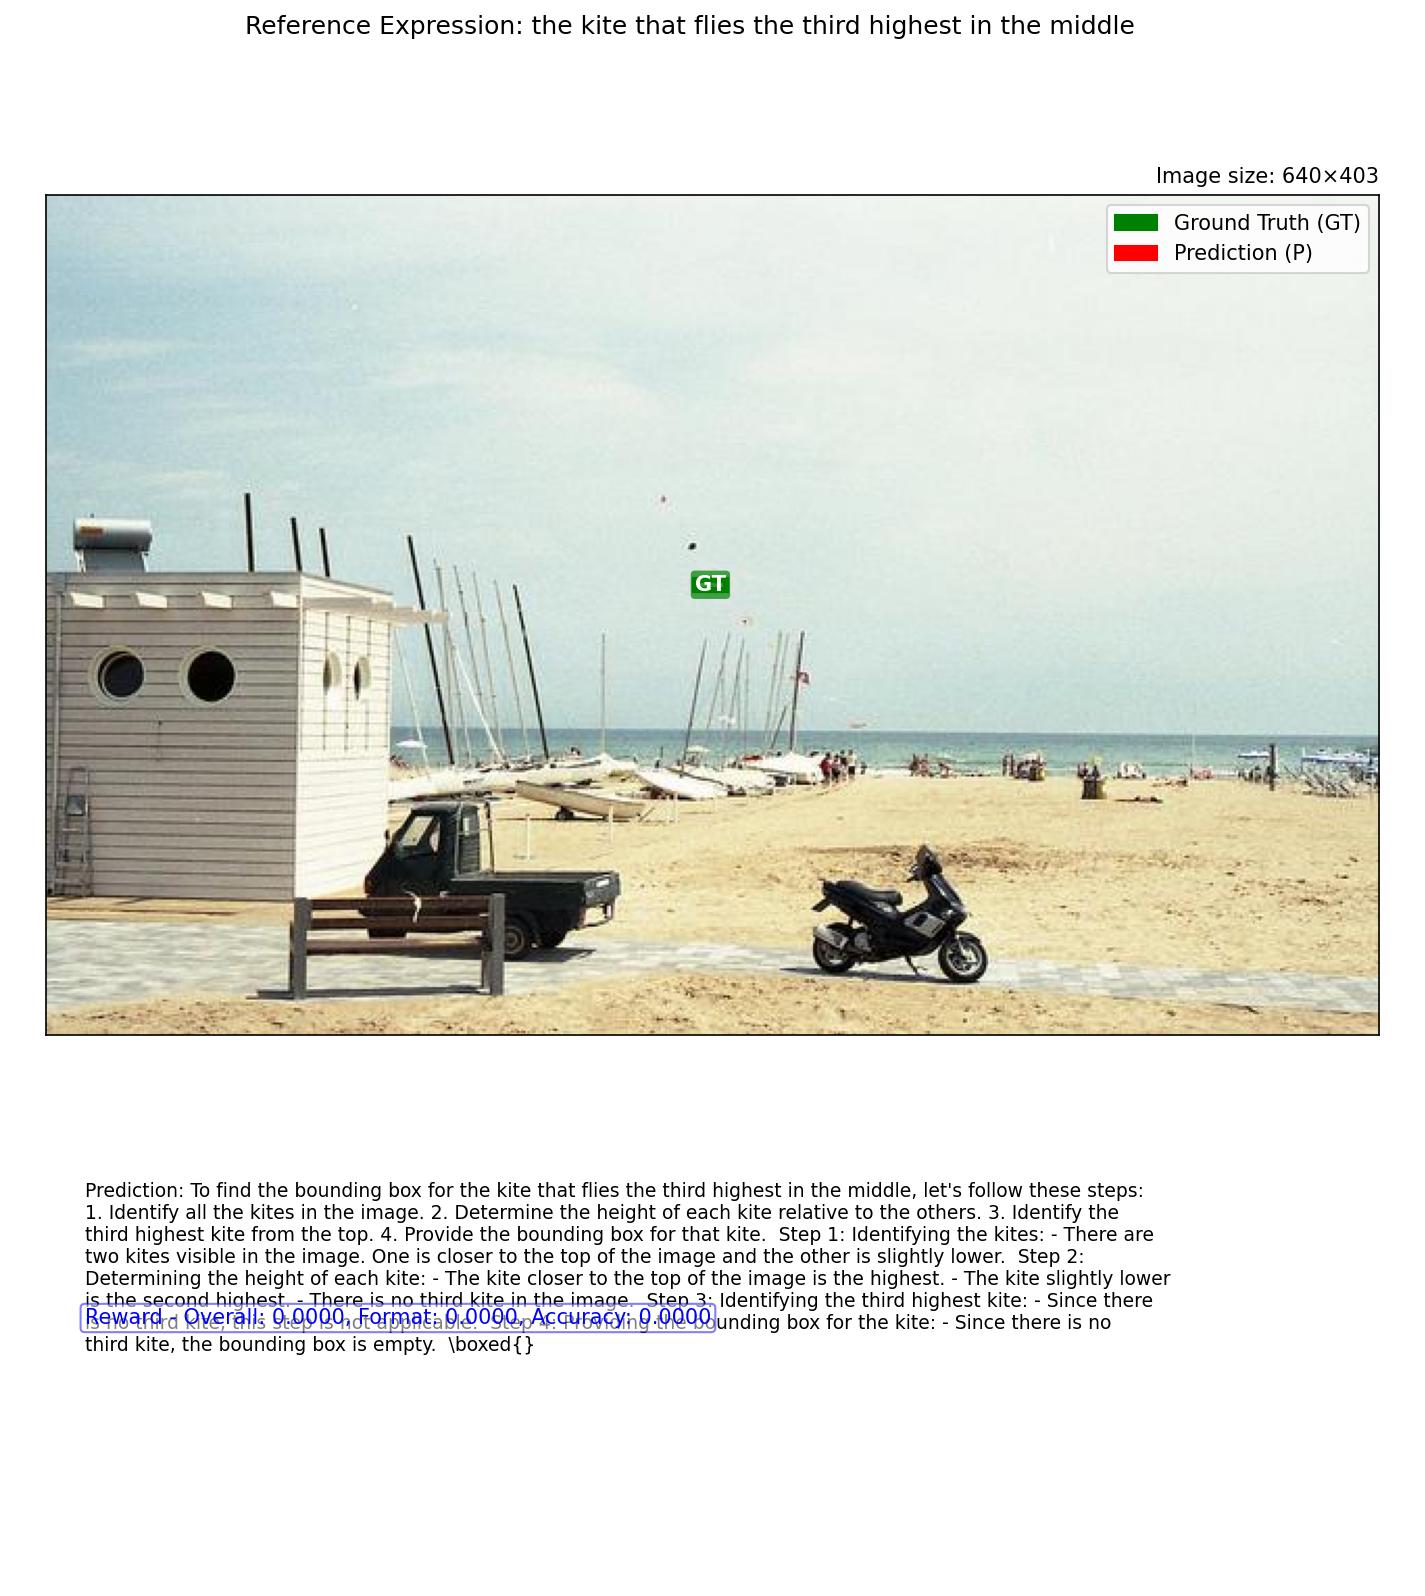 Reference Expression: the kite that flies the third highest in the middle
Image size: 640×403
Ground Truth (GT)
Prediction (P)
GT
Prediction: To find the bounding box for the kite that flies the third highest in the middle, let's follow these steps:
1. Identify all the kites in the image. 2. Determine the height of each kite relative to the others. 3. Identify the
third highest kite from the top. 4. Provide the bounding box for that kite.  Step 1: Identifying the kites: - There are
two kites visible in the image. One is closer to the top of the image and the other is slightly lower.  Step 2:
Determining the height of each kite: - The kite closer to the top of the image is the highest. - The kite slightly lower
is the second highest. - There is no third kite in the image.  Step 3: Identifying the third highest kite: - Since there
Reward - Overall: 0.0000, Format: 0.0000, Accuracy: 0.0000
is no third kite, this step is not applicable.  Step 4: Providing the bounding box for the kite: - Since there is no
third kite, the bounding box is empty.  \boxed{}